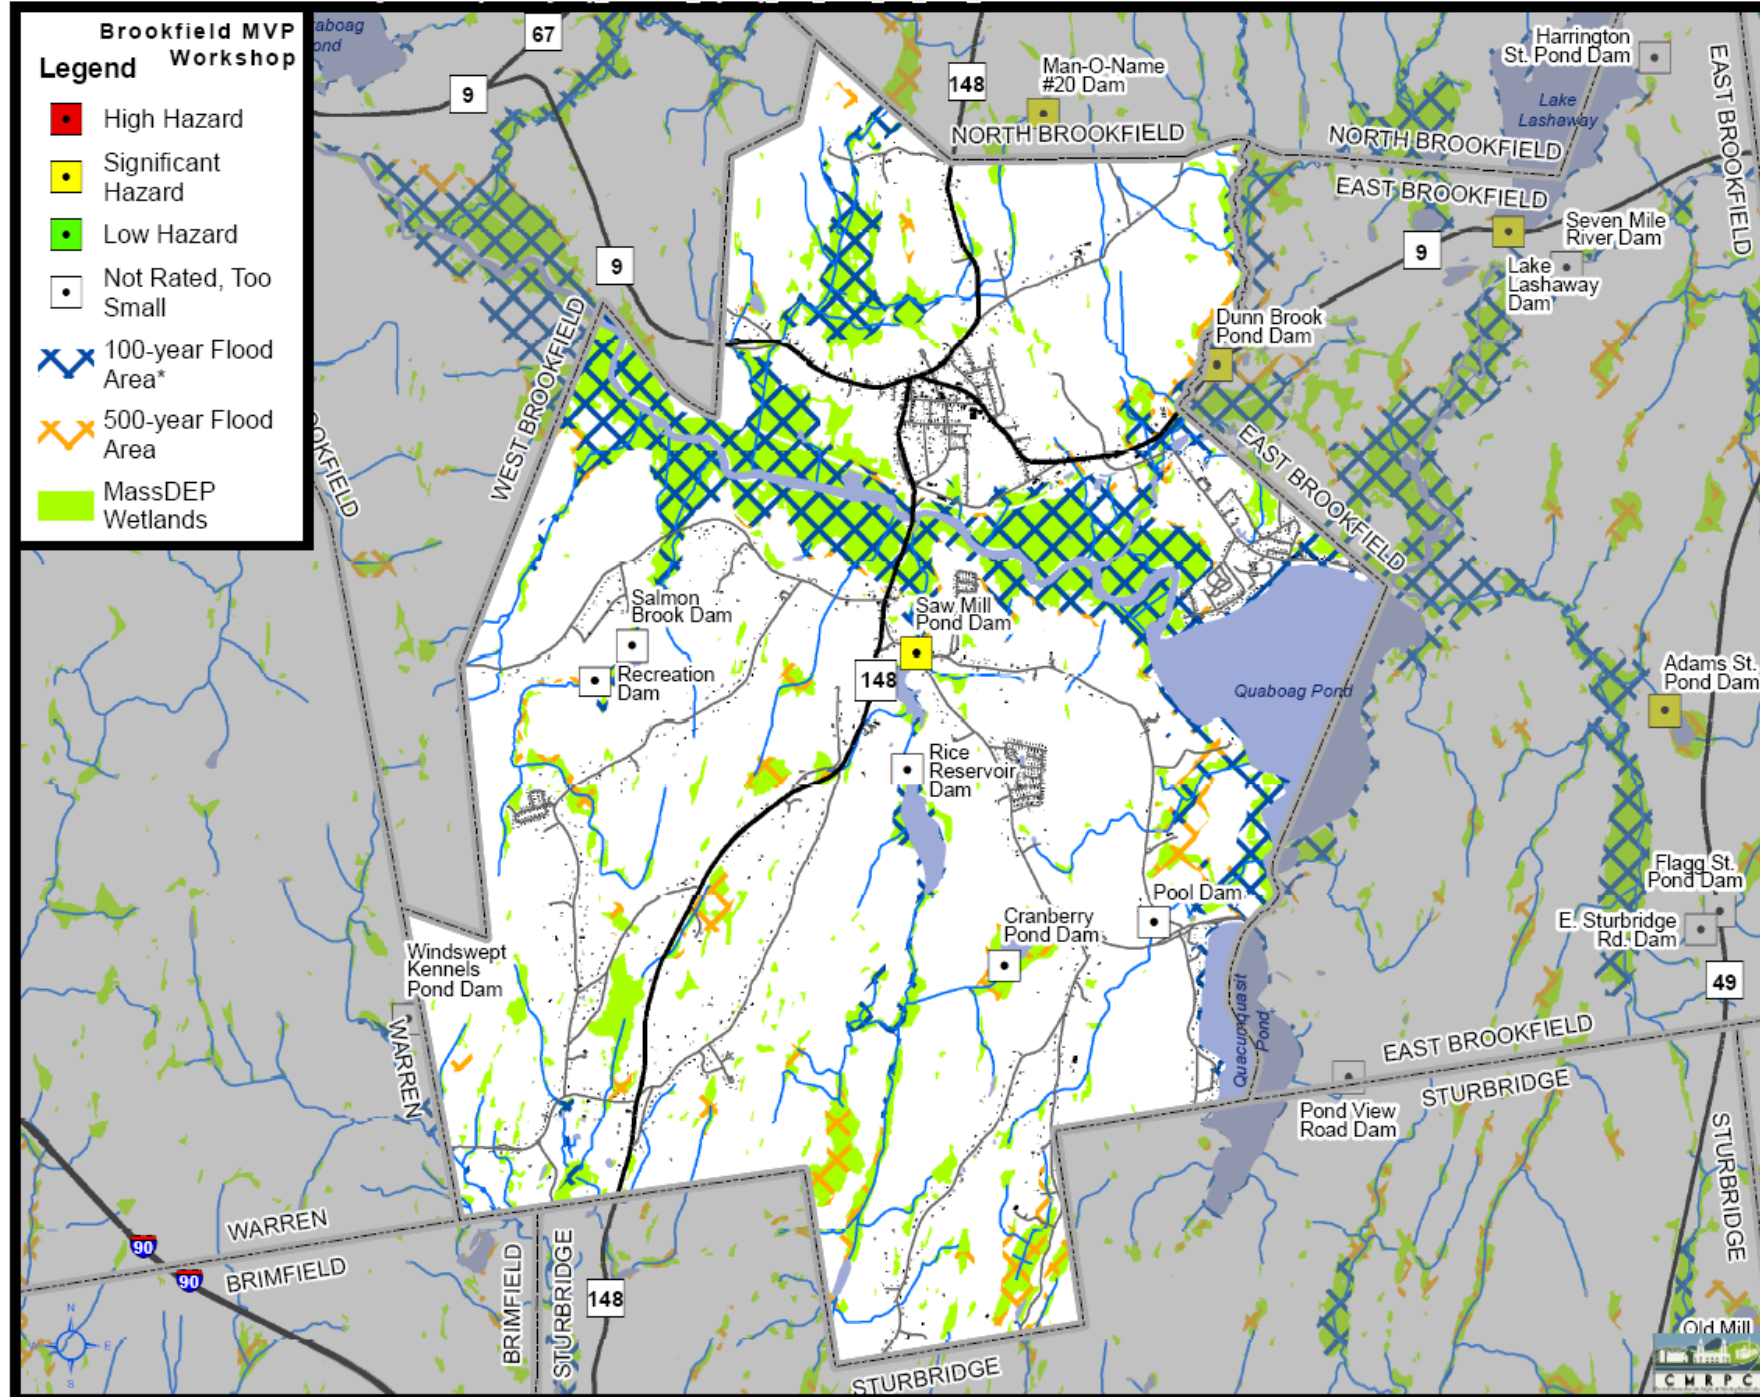 Brookfield MVP
Workshop
Legend
High Hazard
Significant
Hazard
Low Hazard
Not Rated, Too
Small
100-year Flood
Area*
500-year Flood
Area
MassDEP
Wetlands
67
9
148
Man-O-Name
#20 Dam
Harrington
St. Pond Dam
Lake
Lashaway
EAST BROOKFIELD
NORTH BROOKFIELD
NORTH BROOKFIELD
EAST BROOKFIELD
9
9
Seven Mile
River Dam
Lake
Lashaway
Dam
Dunn Brook
Pond Dam
WEST BROOKFIELD
EAST BROOKFIELD
Salmon
Brook Dam
Recreation
Dam
Saw Mill
Pond Dam
148
Quaboag Pond
Adams St.
Pond Dam
Rice
Reservoir
Dam
Flagg St.
Pond Dam
Pool Dam
Cranberry
Pond Dam
E. Sturbridge
Rd. Dam
Windswept
Kennels
Pond Dam
49
WARREN
Quacumquasit
Pond
EAST BROOKFIELD
STURBRIDGE
Pond View
Road Dam
STURBRIDGE
WARREN
BRIMFIELD
90
90
BRIMFIELD
STURBRIDGE
148
STURBRIDGE
N
E
S
Old Mill
CMRPC